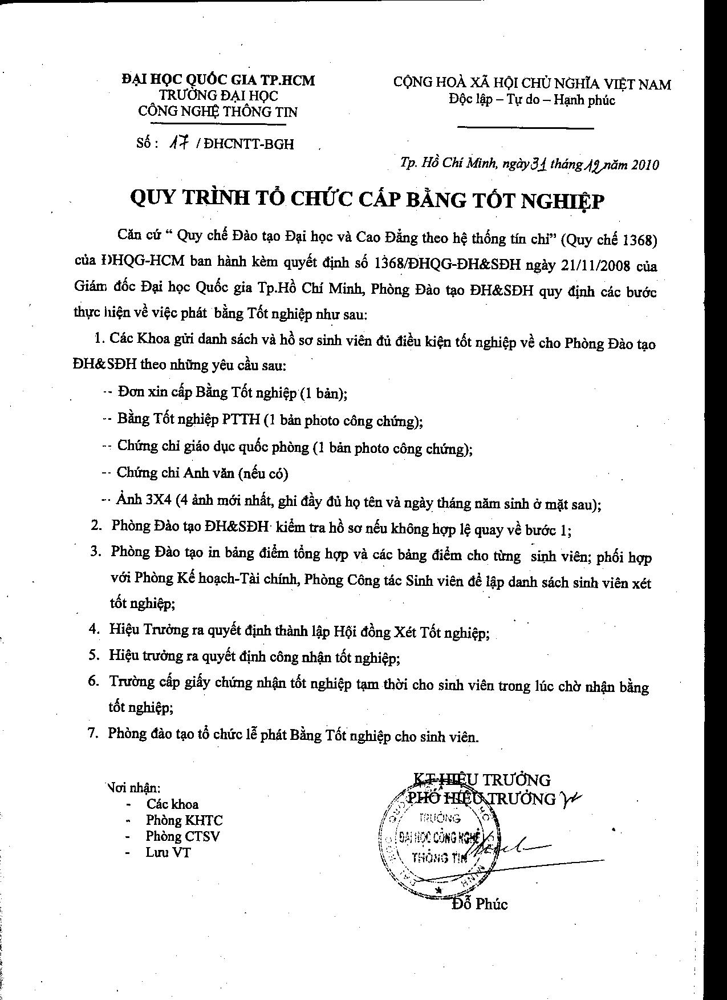 ĐẠI HỌC QUỐC GIA TP.HCM
TRƯỜNG ĐẠI HỌC
CÔNG NGHỆ THÔNG TIN
Số : 17 / ĐHCNTT-BGH
CỘNG HOÀ XÃ HỘI CHỦ NGHĨA VIỆT NAM
Độc lập – Tự do – Hạnh phúc
Tp. Hồ Chí Minh, ngày 31 tháng 12 năm 2010
QUY TRÌNH TỔ CHỨC CẤP BẰNG TỐT NGHIỆP
Căn cứ “ Quy chế Đào tạo Đại học và Cao Đẳng theo hệ thống tín chỉ” (Quy chế 1368)
của ĐHQG-HCM ban hành kèm quyết định số 1368/ĐHQG-ĐH&SĐH ngày 21/11/2008 của
Giám đốc Đại học Quốc gia Tp.Hồ Chí Minh, Phòng Đào tạo ĐH&SĐH quy định các bước
thực hiện về việc phát bằng Tốt nghiệp như sau:
1. Các Khoa gửi danh sách và hồ sơ sinh viên đủ điều kiện tốt nghiệp về cho Phòng Đào tạo
ĐH&SĐH theo những yêu cầu sau:
-- Đơn xin cấp Bằng Tốt nghiệp (1 bản);
-- Bằng Tốt nghiệp PTTH (1 bản photo công chứng);
-- Chứng chỉ giáo dục quốc phòng (1 bản photo công chứng);
-- Chứng chỉ Anh văn (nếu có)
-- Ảnh 3X4 (4 ảnh mới nhất, ghi đầy đủ họ tên và ngày tháng năm sinh ở mặt sau);
2. Phòng Đào tạo ĐH&SĐH kiểm tra hồ sơ nếu không hợp lệ quay về bước 1;
3. Phòng Đào tạo in bảng điểm tổng hợp và các bảng điểm cho từng sinh viên; phối hợp
với Phòng Kế hoạch-Tài chính, Phòng Công tác Sinh viên để lập danh sách sinh viên xét
tốt nghiệp;
4. Hiệu Trưởng ra quyết định thành lập Hội đồng Xét Tốt nghiệp;
5. Hiệu trưởng ra quyết định công nhận tốt nghiệp;
6. Trường cấp giấy chứng nhận tốt nghiệp tạm thời cho sinh viên trong lúc chờ nhận bằng
tốt nghiệp;
7. Phòng đào tạo tổ chức lễ phát Bằng Tốt nghiệp cho sinh viên.
Nơi nhận:
- Các khoa
- Phòng KHTC
- Phòng CTSV
- Lưu VT
KT HIỆU TRƯỞNG
PHÓ HIỆU TRƯỞNG
TRƯỜNG
ĐẠI HỌC CÔNG NGHỆ
THÔNG TIN
Đỗ Phúc